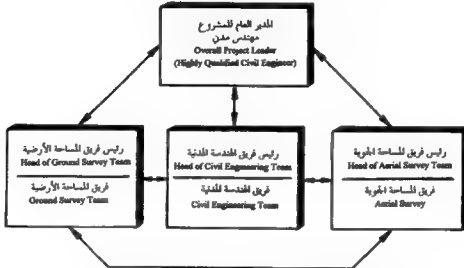 المدير العام للمشروع
مهندس مدني
Overall Project Leader
(Highly Qualified Civil Engineer)
رئيس فريق المساحة الأرضية
Head of Ground Survey Team
فريق المساحة الأرضية
Ground Survey Team
رئيس فريق الهندسة المدنية
Head of Civil Engineering Team
فريق الهندسة المدنية
Civil Engineering Team
رئيس فريق المساحة الجوية
Head of Aerial Survey Team
فريق المساحة الجوية
Aerial Survey